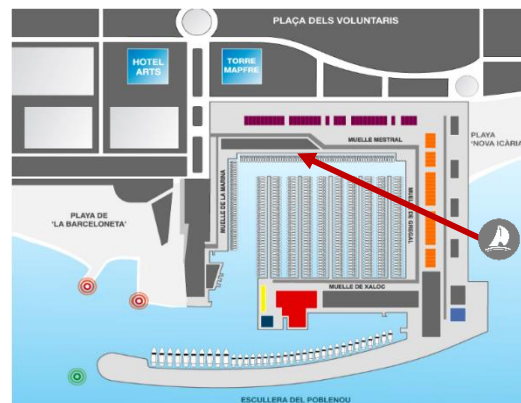 PLAÇA DELS VOLUNTARIS
HOTEL
ARTS
TORRE
MAPFRE
MUELLE MESTRAL
PLAYA
'NOVA ICÀRIA'
MUELLE DE LA MARINA
MUELLE DE GREGAL
PLAYA DE
'LA BARCELONETA'
MUELLE DE XALOC
ESCULLERA DEL POBLENOU